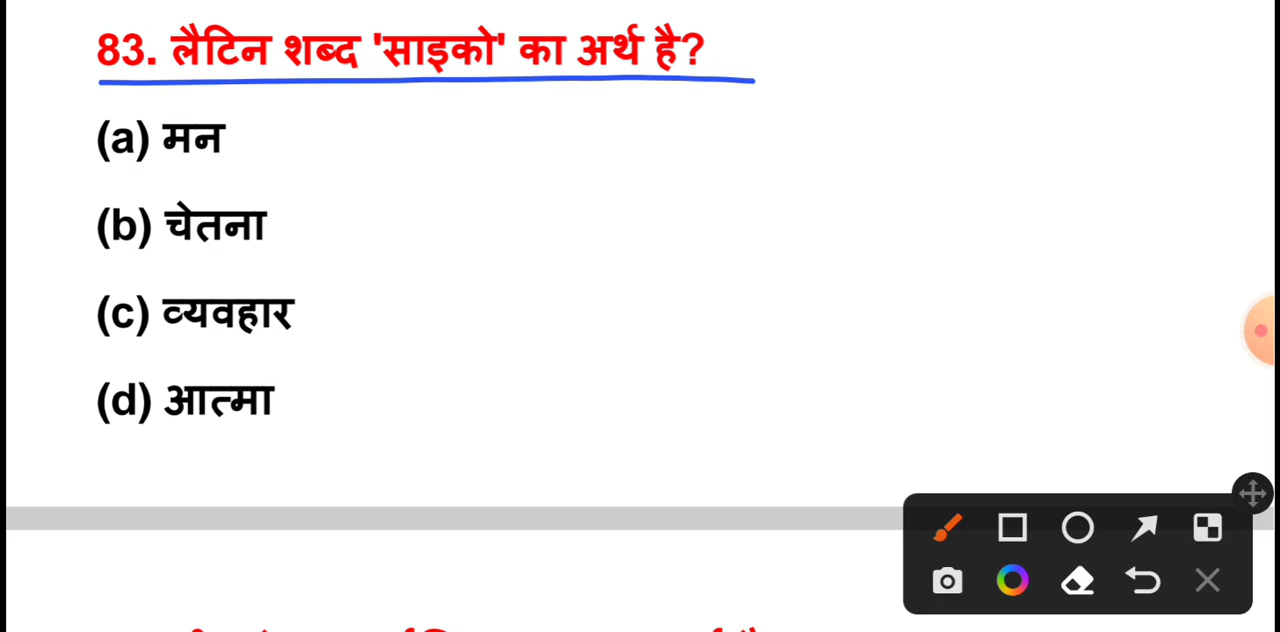 83. लैटिन शब्द 'साइको' का अर्थ है?
(a) मन
(b) चेतना
(c) व्यवहार
(d) आत्मा